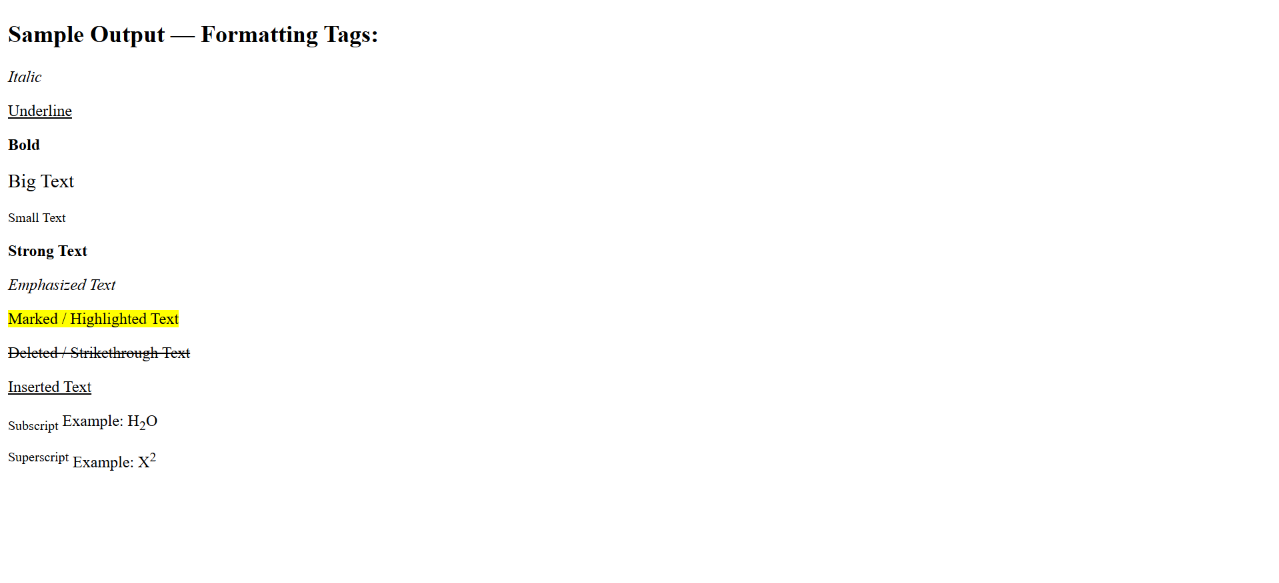 Sample Output — Formatting Tags:
Italic
Underline
Bold
Big Text
Small Text
Strong Text
Emphasized Text
Marked / Highlighted Text
Deleted / Strikethrough Text
Inserted Text
Subscript Example: H₂O
Superscript Example: X²